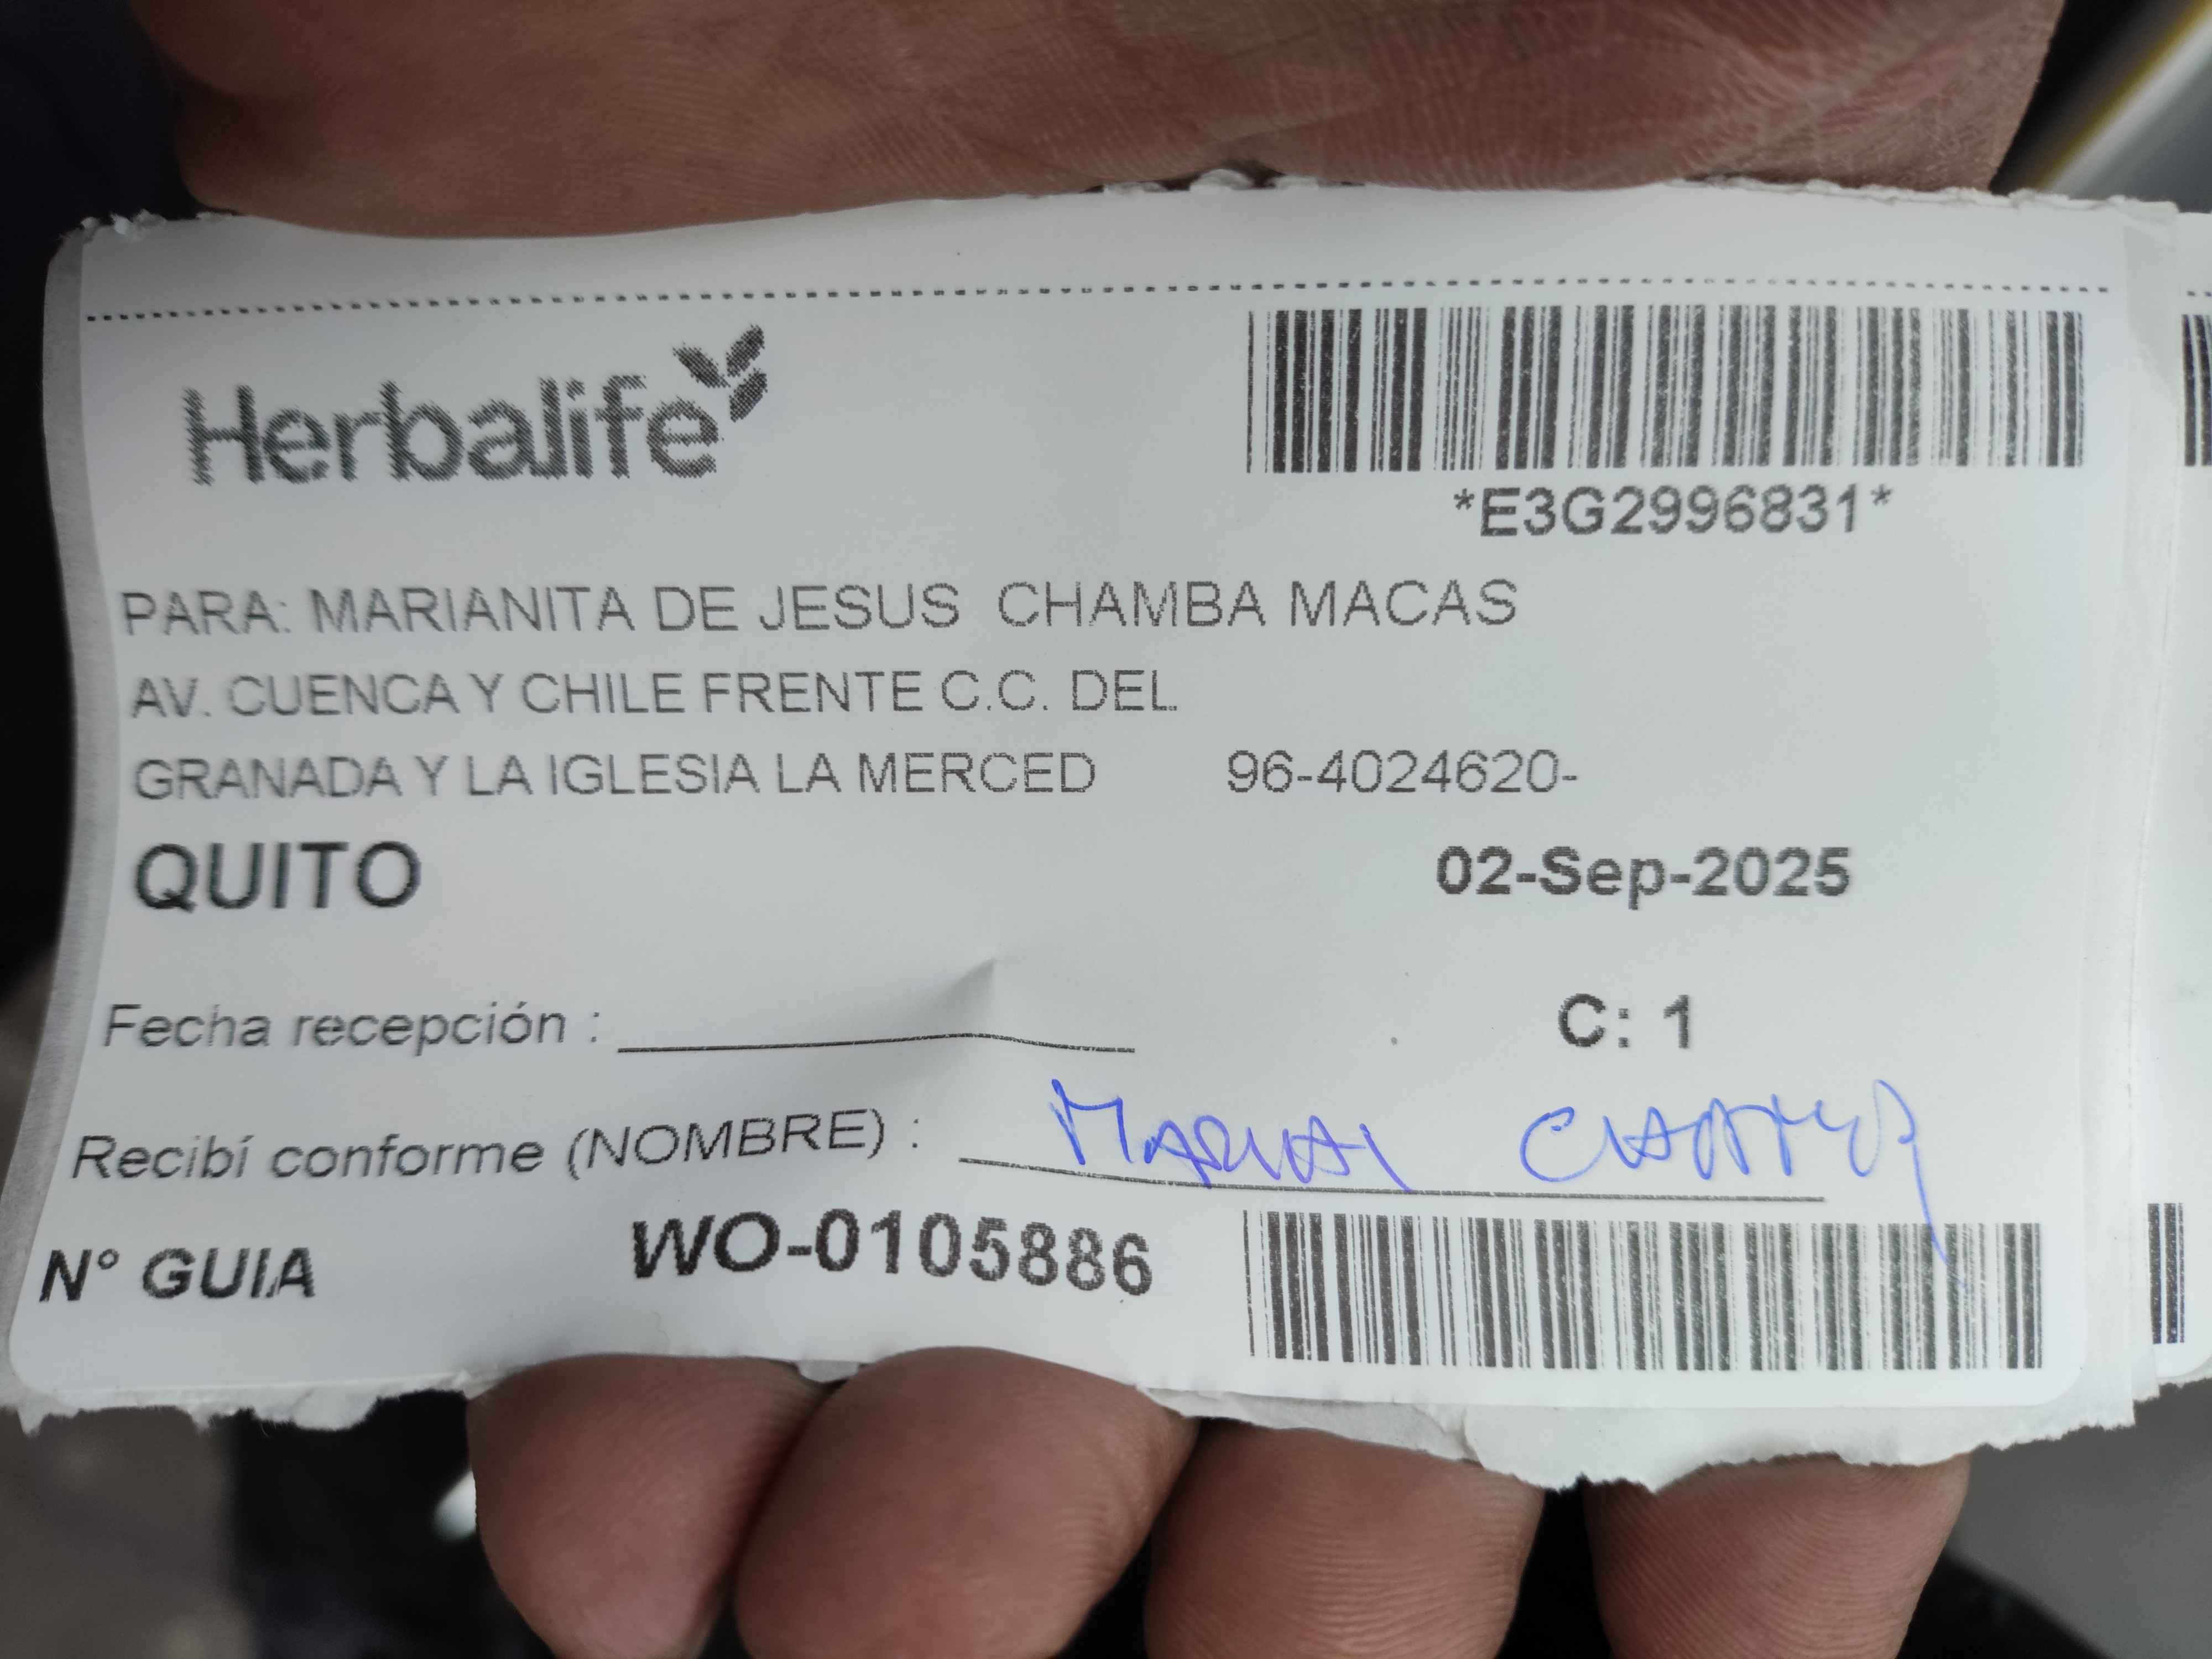 Herbalife
*E3G2996831*
PARA: MARIANITA DE JESUS CHAMBA MACAS
AV. CUENCA Y CHILE FRENTE C.C. DEL
GRANADA Y LA IGLESIA LA MERCED 96-4024620-
QUITO
02-Sep-2025
Fecha recepción :
C: 1
Recibí conforme (NOMBRE) :
N° GUIA WO-0105886